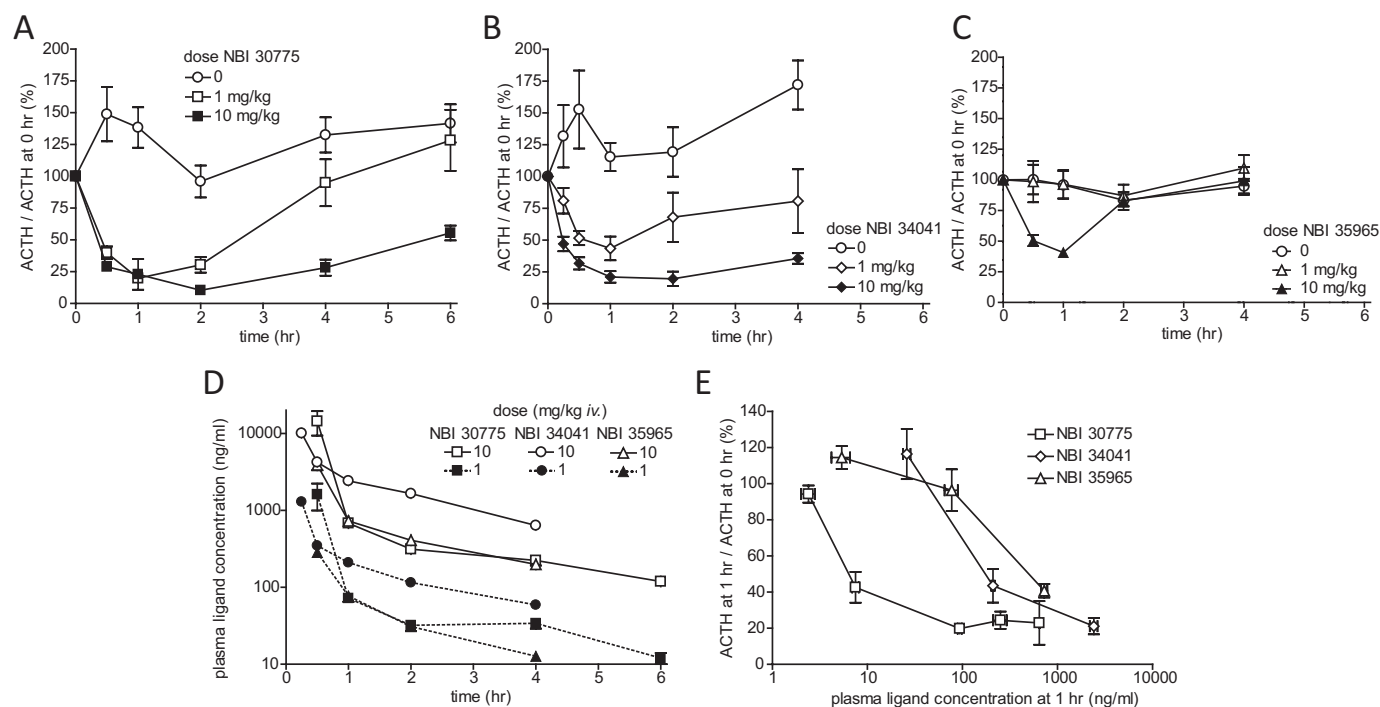 A
dose NBI 30775
0
1 mg/kg
10 mg/kg
ACTH / ACTH at 0 hr (%)
200
175
150
125
100
75
50
25
0
0 1 2 3 4 5 6
time (hr)
B
ACTH / ACTH at 0 hr (%)
200
175
150
125
100
75
50
25
0
dose NBI 34041
0
1 mg/kg
10 mg/kg
0 1 2 3 4 5 6
time (hr)
C
ACTH / ACTH at 0 hr (%)
200
175
150
125
100
75
50
25
0
dose NBI 35965
0
1 mg/kg
10 mg/kg
0 1 2 3 4 5 6
time (hr)
D
dose (mg/kg iv.)
NBI 30775 NBI 34041 NBI 35965
10 10 10
1 1 1
plasma ligand concentration (ng/ml)
10000
1000
100
10
0 1 2 3 4 5 6
time (hr)
E
NBI 30775
NBI 34041
NBI 35965
ACTH at 1 hr / ACTH at 0 hr (%)
140
120
100
80
60
40
20
0
1 10 100 1000 10000
plasma ligand concentration at 1 hr (ng/ml)